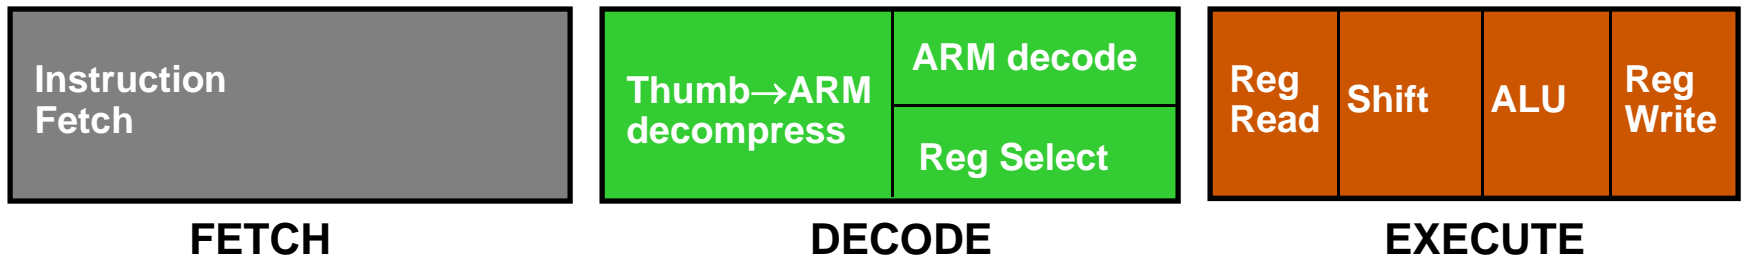 Instruction
Fetch
Thumb→ARM
decompress
ARM decode
Reg Select
Reg
Read
Shift
ALU
Reg
Write
FETCH
DECODE
EXECUTE